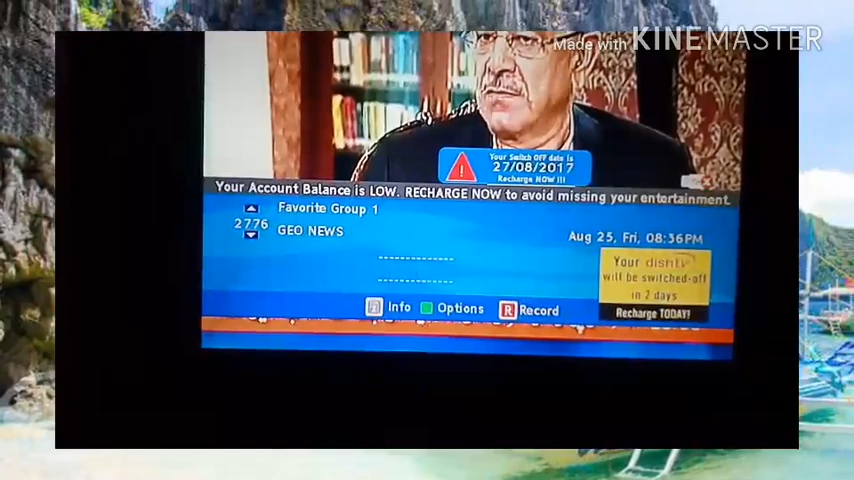 Made with KINEMASTER
Your Switch OFF date is
27/08/2017
Recharge NOW !!!
Your Account Balance is LOW. RECHARGE NOW to avoid missing your entertainment.
Favorite Group 1
2776
GEO NEWS
Aug 25, Fri, 08:36PM
Your dishtv
will be switched-off
in 2 days
Recharge TODAY!
i Info
Options
R Record